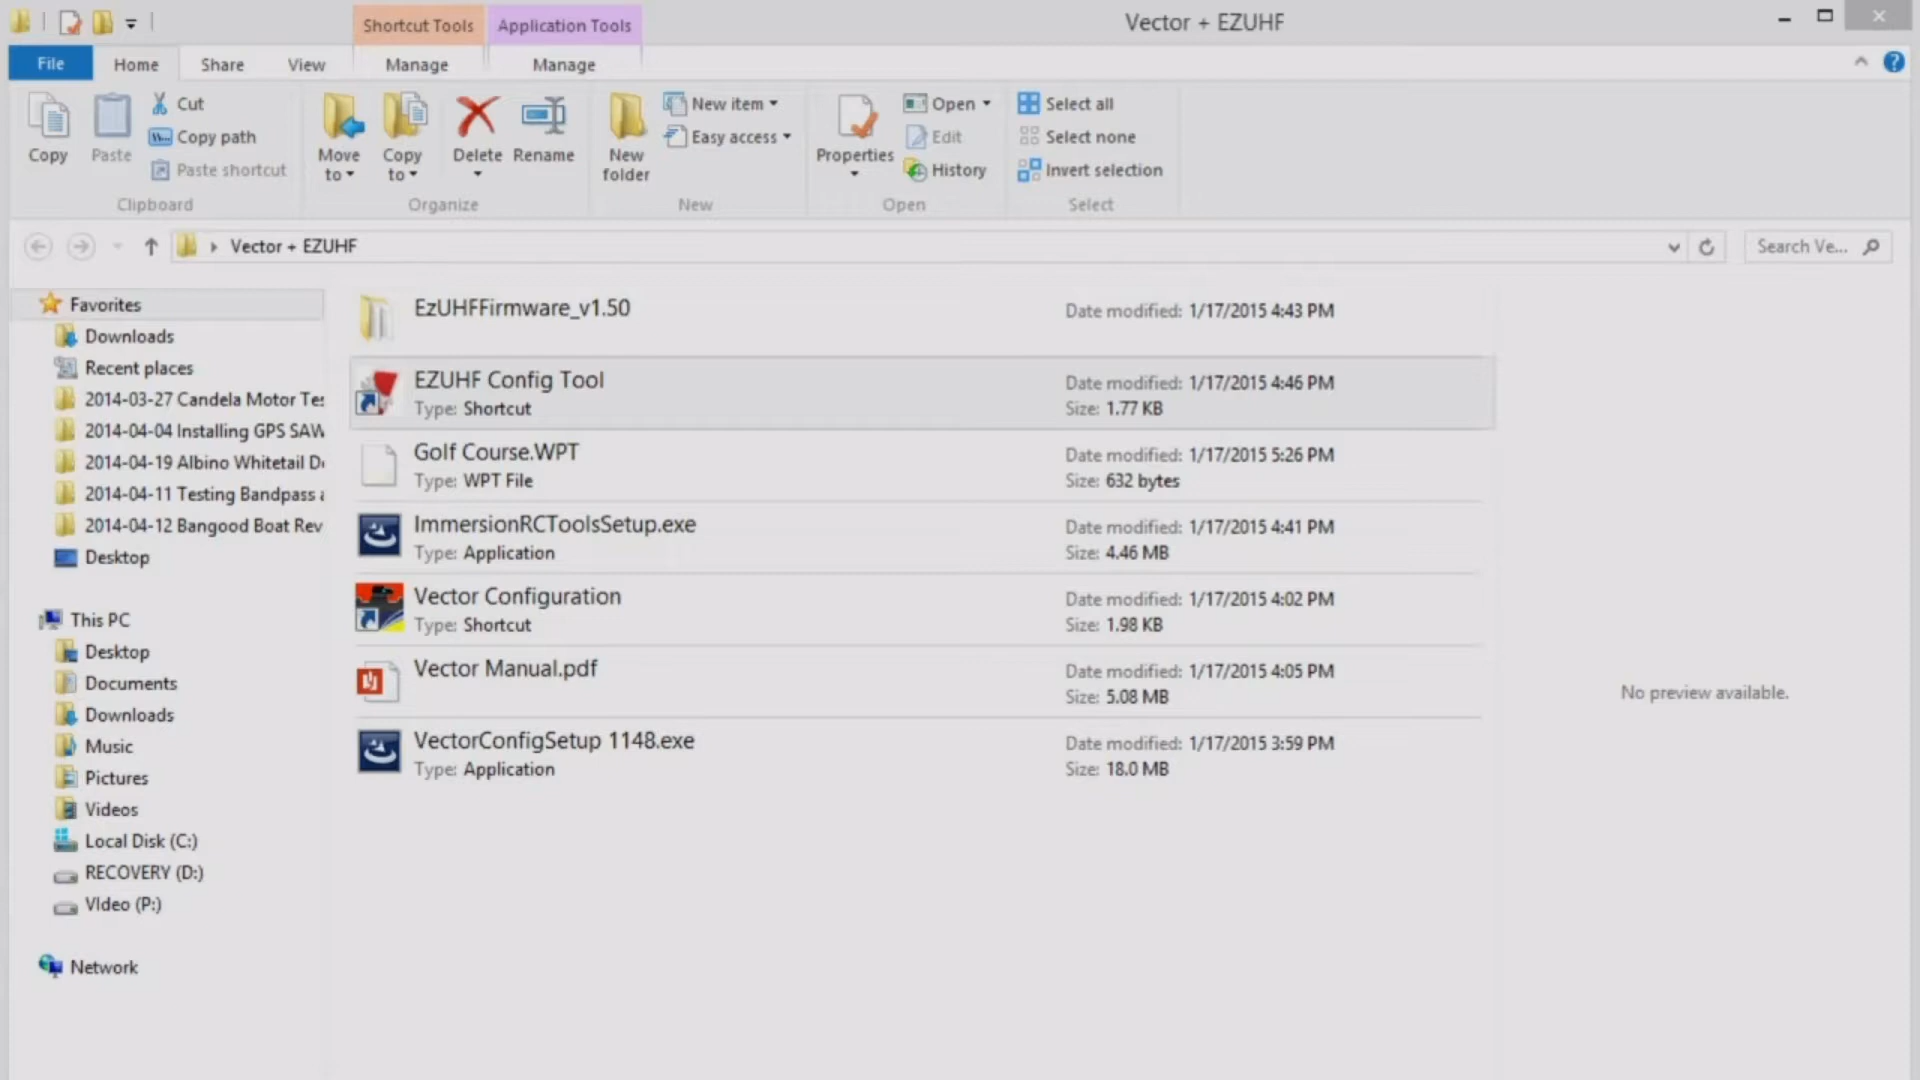 Shortcut Tools
Application Tools
Vector + EZUHF
File
Home
Share
View
Manage
Manage
Copy
Paste
Cut
Copy path
Paste shortcut
Clipboard
Move to
Copy to
Delete
Rename
Organize
New folder
New item
Easy access
New
Properties
Open
Edit
History
Open
Select all
Select none
Invert selection
Select
Vector + EZUHF
Search Ve...
Favorites
Downloads
Recent places
2014-03-27 Candela Motor Tes
2014-04-04 Installing GPS SAW
2014-04-19 Albino Whitetail De
2014-04-11 Testing Bandpass a
2014-04-12 Bangood Boat Rev
Desktop
This PC
Desktop
Documents
Downloads
Music
Pictures
Videos
Local Disk (C:)
RECOVERY (D:)
VIdeo (P:)
Network
EzUHFFirmware_v1.50
Date modified: 1/17/2015 4:43 PM
EZUHF Config Tool
Type: Shortcut
Date modified: 1/17/2015 4:46 PM
Size: 1.77 KB
Golf Course.WPT
Type: WPT File
Date modified: 1/17/2015 5:26 PM
Size: 632 bytes
ImmersionRCToolsSetup.exe
Type: Application
Date modified: 1/17/2015 4:41 PM
Size: 4.46 MB
Vector Configuration
Type: Shortcut
Date modified: 1/17/2015 4:02 PM
Size: 1.98 KB
Vector Manual.pdf
Date modified: 1/17/2015 4:05 PM
Size: 5.08 MB
VectorConfigSetup 1148.exe
Type: Application
Date modified: 1/17/2015 3:59 PM
Size: 18.0 MB
No preview available.